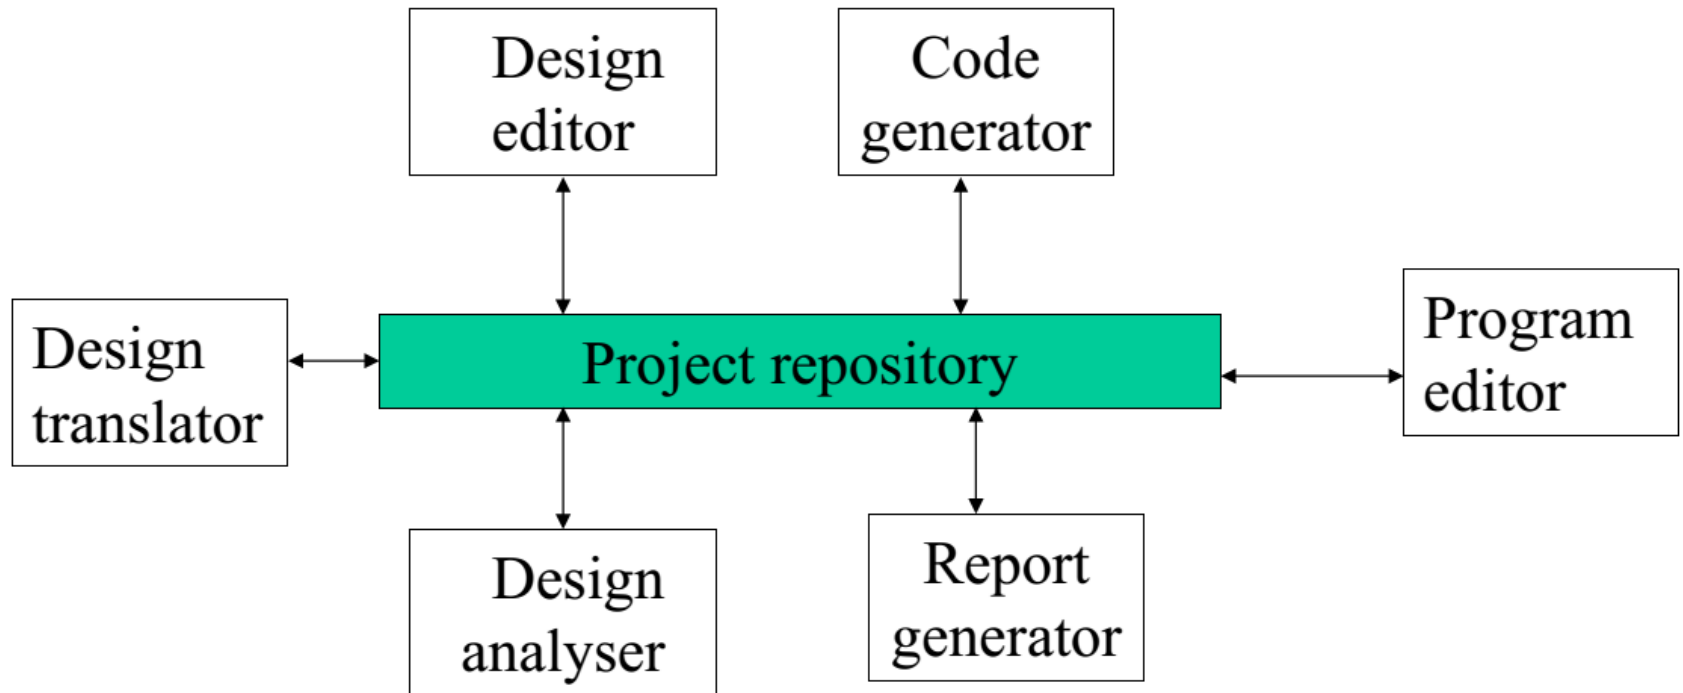 Design
editor
Code
generator
Design
translator
Project repository
Program
editor
Design
analyser
Report
generator